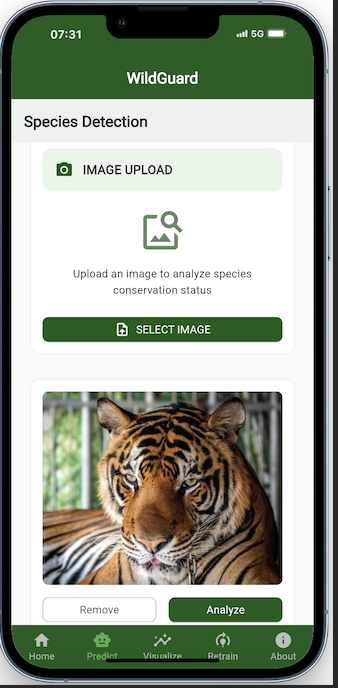 07:31
5G
WildGuard
Species Detection
IMAGE UPLOAD
Upload an image to analyze species
conservation status
SELECT IMAGE
Remove
Analyze
Home
Predict
Visualize
Retrain
About